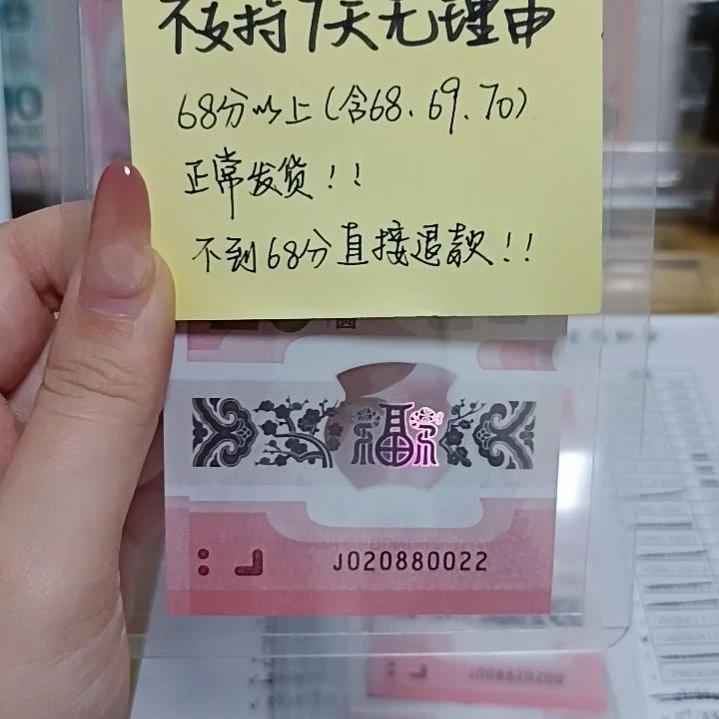 不支持7天无理由
68分以上(含68、69、70)
正常发货!!
不到68分直接退款!!
圆
福
J020880022